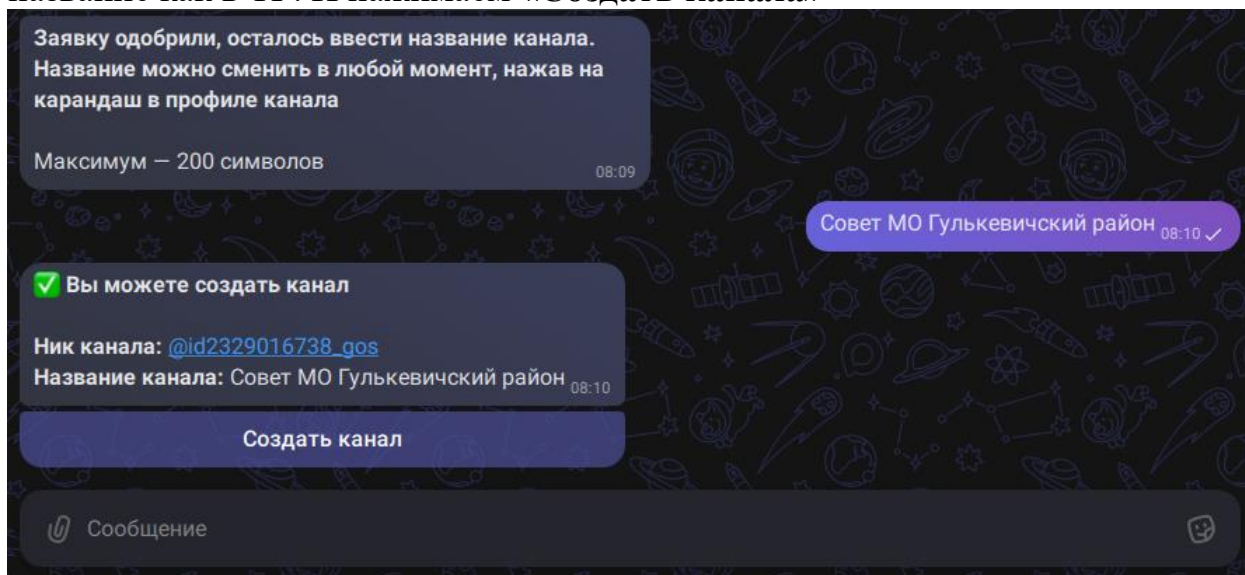 Заявку одобрили, осталось ввести название канала.
Название можно сменить в любой момент, нажав на
карандаш в профиле канала
Максимум — 200 символов
08:09
Совет МО Гулькевичский район 08:10
Вы можете создать канал
Ник канала: @id2329016738_gos
Название канала: Совет МО Гулькевичский район 08:10
Создать канал
Сообщение